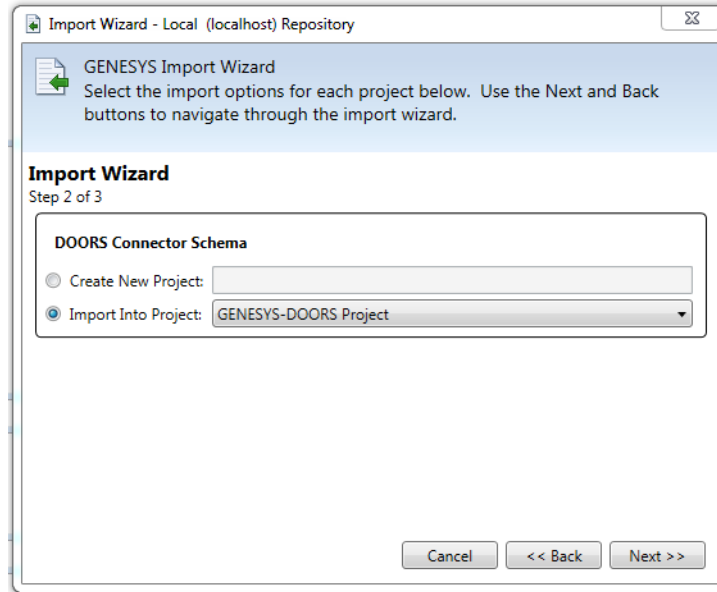 Import Wizard - Local (localhost) Repository
GENESYS Import Wizard
Select the import options for each project below. Use the Next and Back
buttons to navigate through the import wizard.
Import Wizard
Step 2 of 3
DOORS Connector Schema
Create New Project:
Import Into Project: GENESYS-DOORS Project
Cancel << Back Next >>